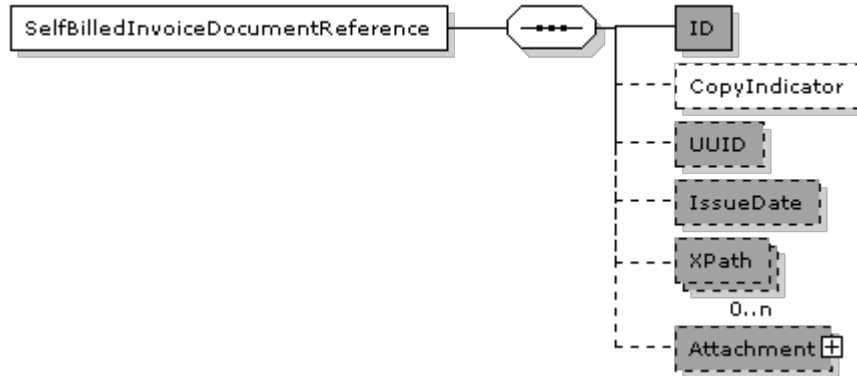 SelfBilledInvoiceDocumentReference
ID
CopyIndicator
UUID
IssueDate
XPath
0..n
Attachment